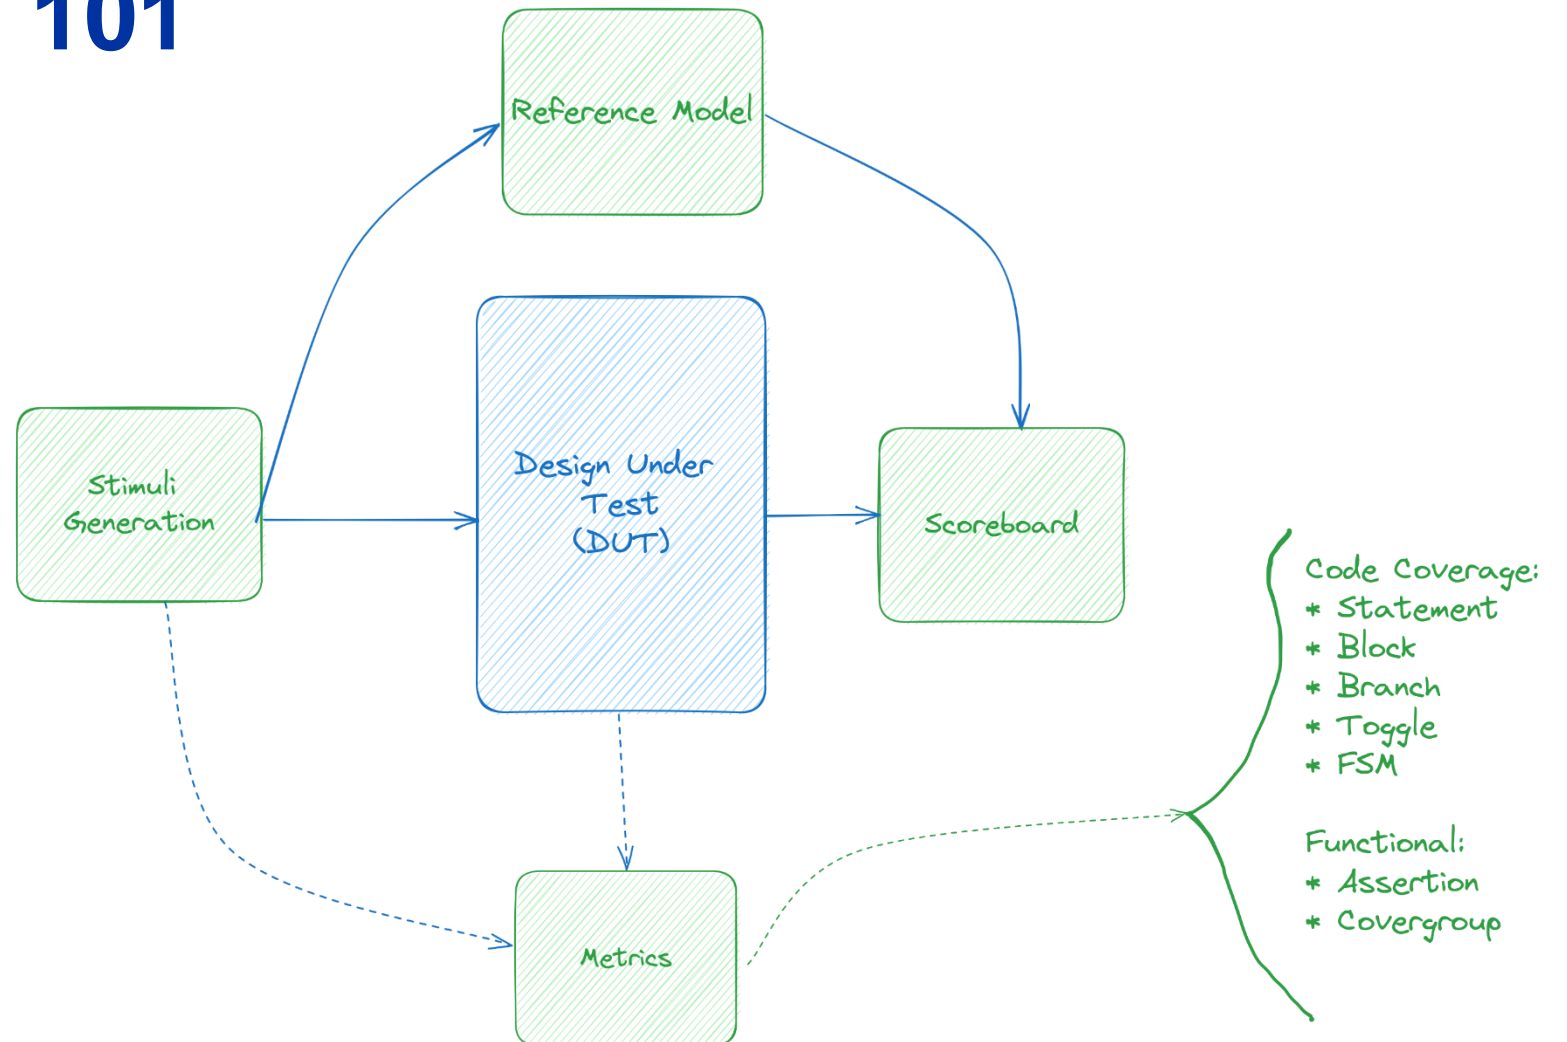 101
Reference Model
Stimuli
Generation
Design Under
Test
(DUT)
Scoreboard
Code Coverage:
* Statement
* Block
* Branch
* Toggle
* FSM
Functional:
* Assertion
* Covergroup
Metrics